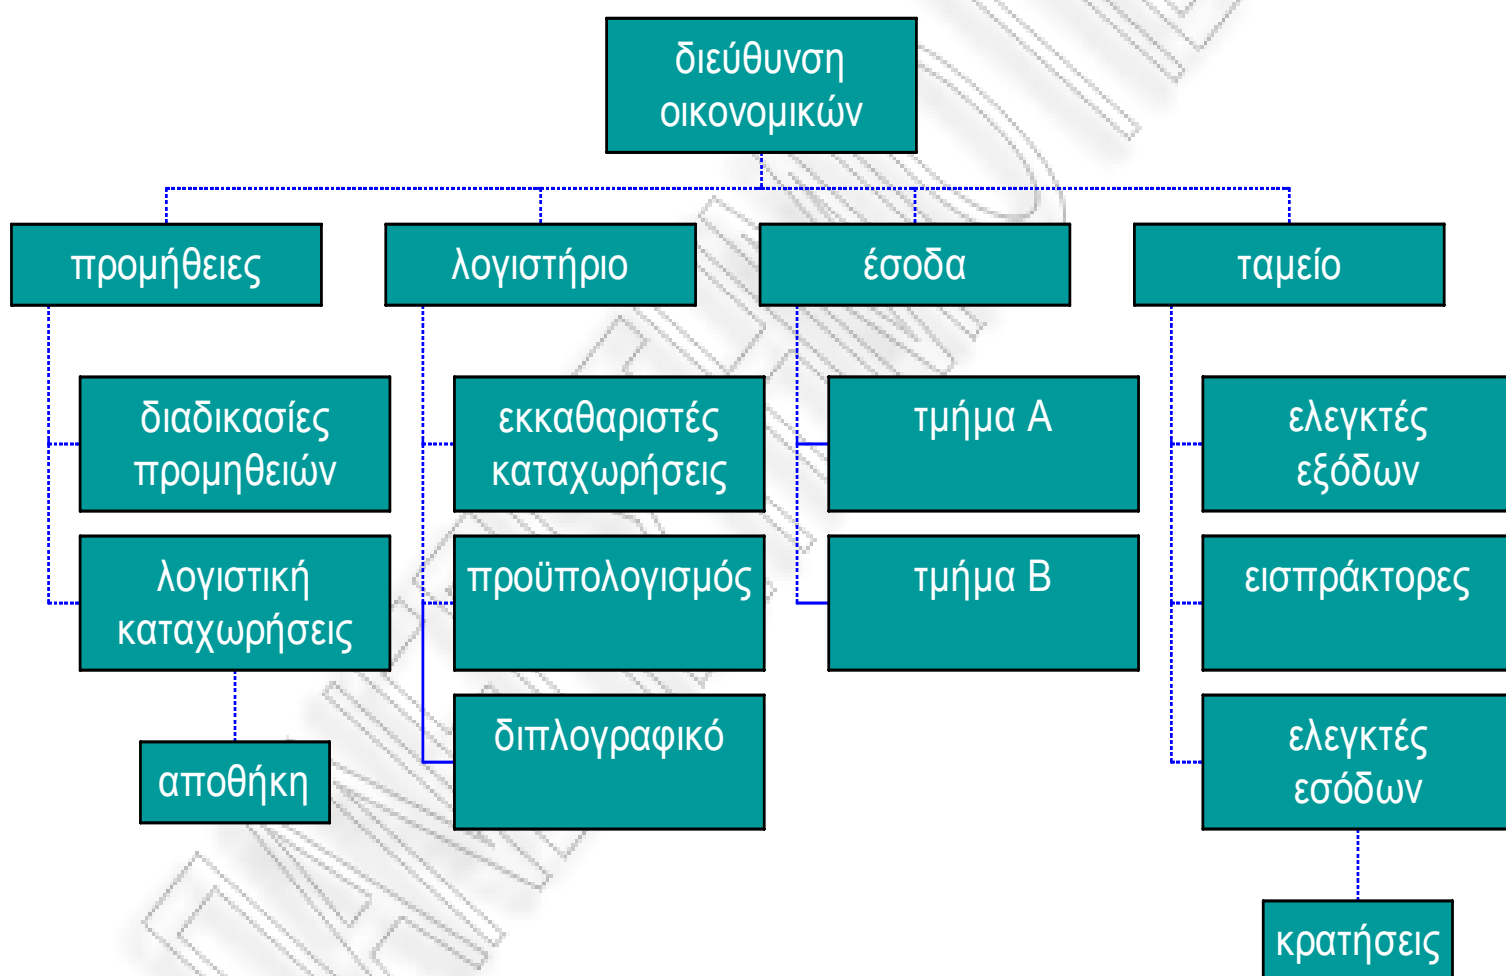 διεύθυνση
οικονομικών
προμήθειες
λογιστήριο
έσοδα
ταμείο
διαδικασίες
προμηθειών
εκκαθαριστές
καταχωρήσεις
τμήμα Α
ελεγκτές
εξόδων
λογιστική
καταχωρήσεις
προϋπολογισμός
τμήμα Β
εισπράκτορες
αποθήκη
διπλογραφικό
ελεγκτές
εσόδων
κρατήσεις